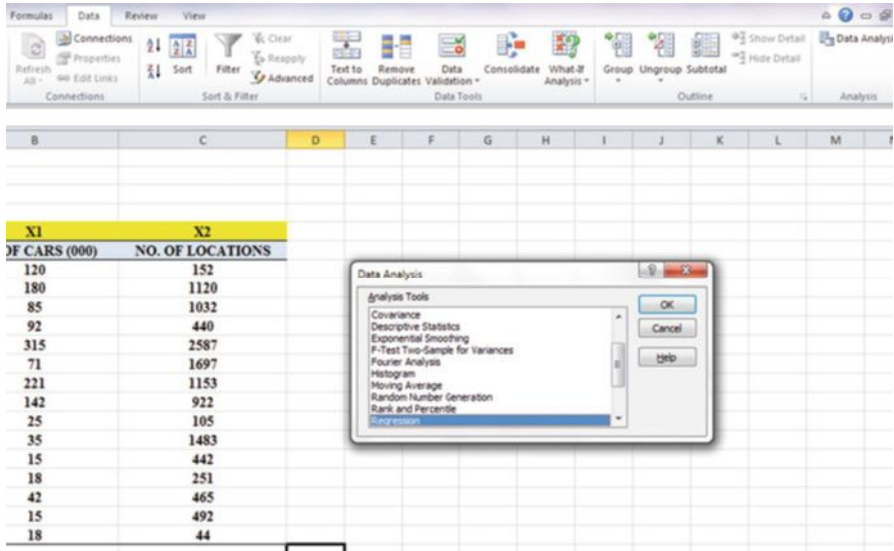 Formulas Data Review View
Connections Properties Edit Links Refresh All Connections
Sort Filter Clear Reapply Advanced Sort & Filter
Text to Columns Remove Duplicates Data Validation Consolidate What-If Analysis Data Tools
Group Ungroup Subtotal Show Detail Hide Detail Outline
Data Analysi Analysis
B C D E F G H I J K L M
X1 X2
OF CARS (000) NO. OF LOCATIONS
120 152
180 1120
85 1032
92 440
315 2587
71 1697
221 1153
142 922
25 105
35 1483
15 442
18 251
42 465
15 492
18 44
Data Analysis
Analysis Tools
Covariance
Descriptive Statistics
Exponential Smoothing
F-Test Two-Sample for Variances
Fourier Analysis
Histogram
Moving Average
Random Number Generation
Rank and Percentile
Regression
OK
Cancel
Help